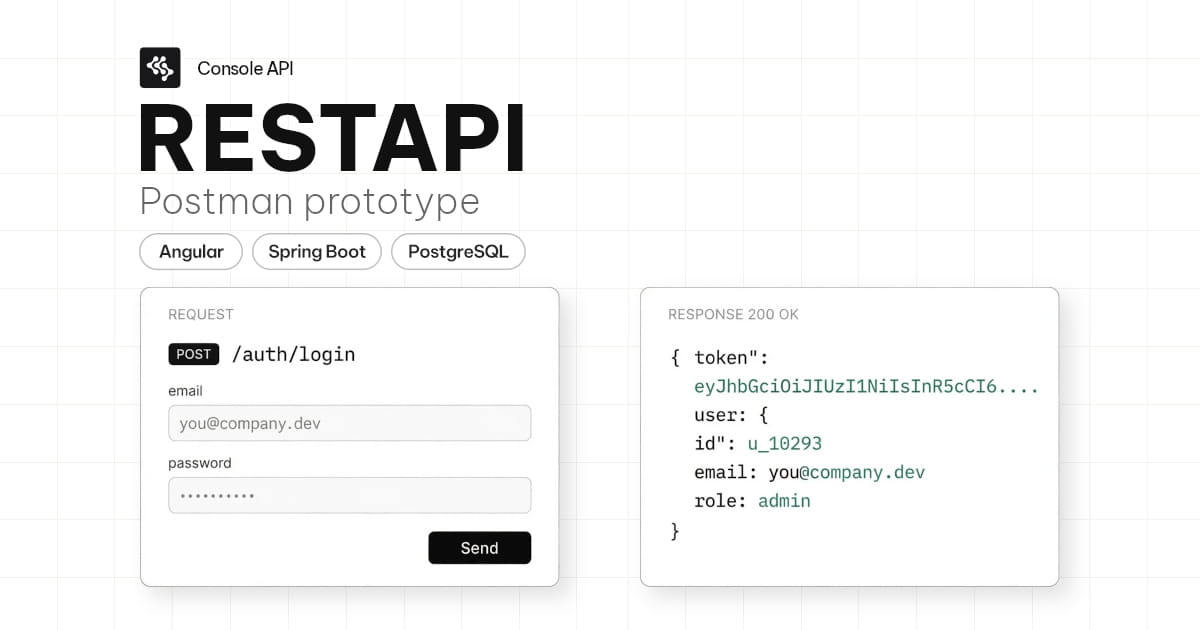 Console API
RESTAPI
Postman prototype
Angular Spring Boot PostgreSQL
REQUEST
POST /auth/login
email
you@company.dev
password
••••••••••
Send
RESPONSE 200 OK
{ token":
eyJhbGciOiJIUzI1NiIsInR5cCI6....
user: {
id": u_10293
email: you@company.dev
role: admin
}